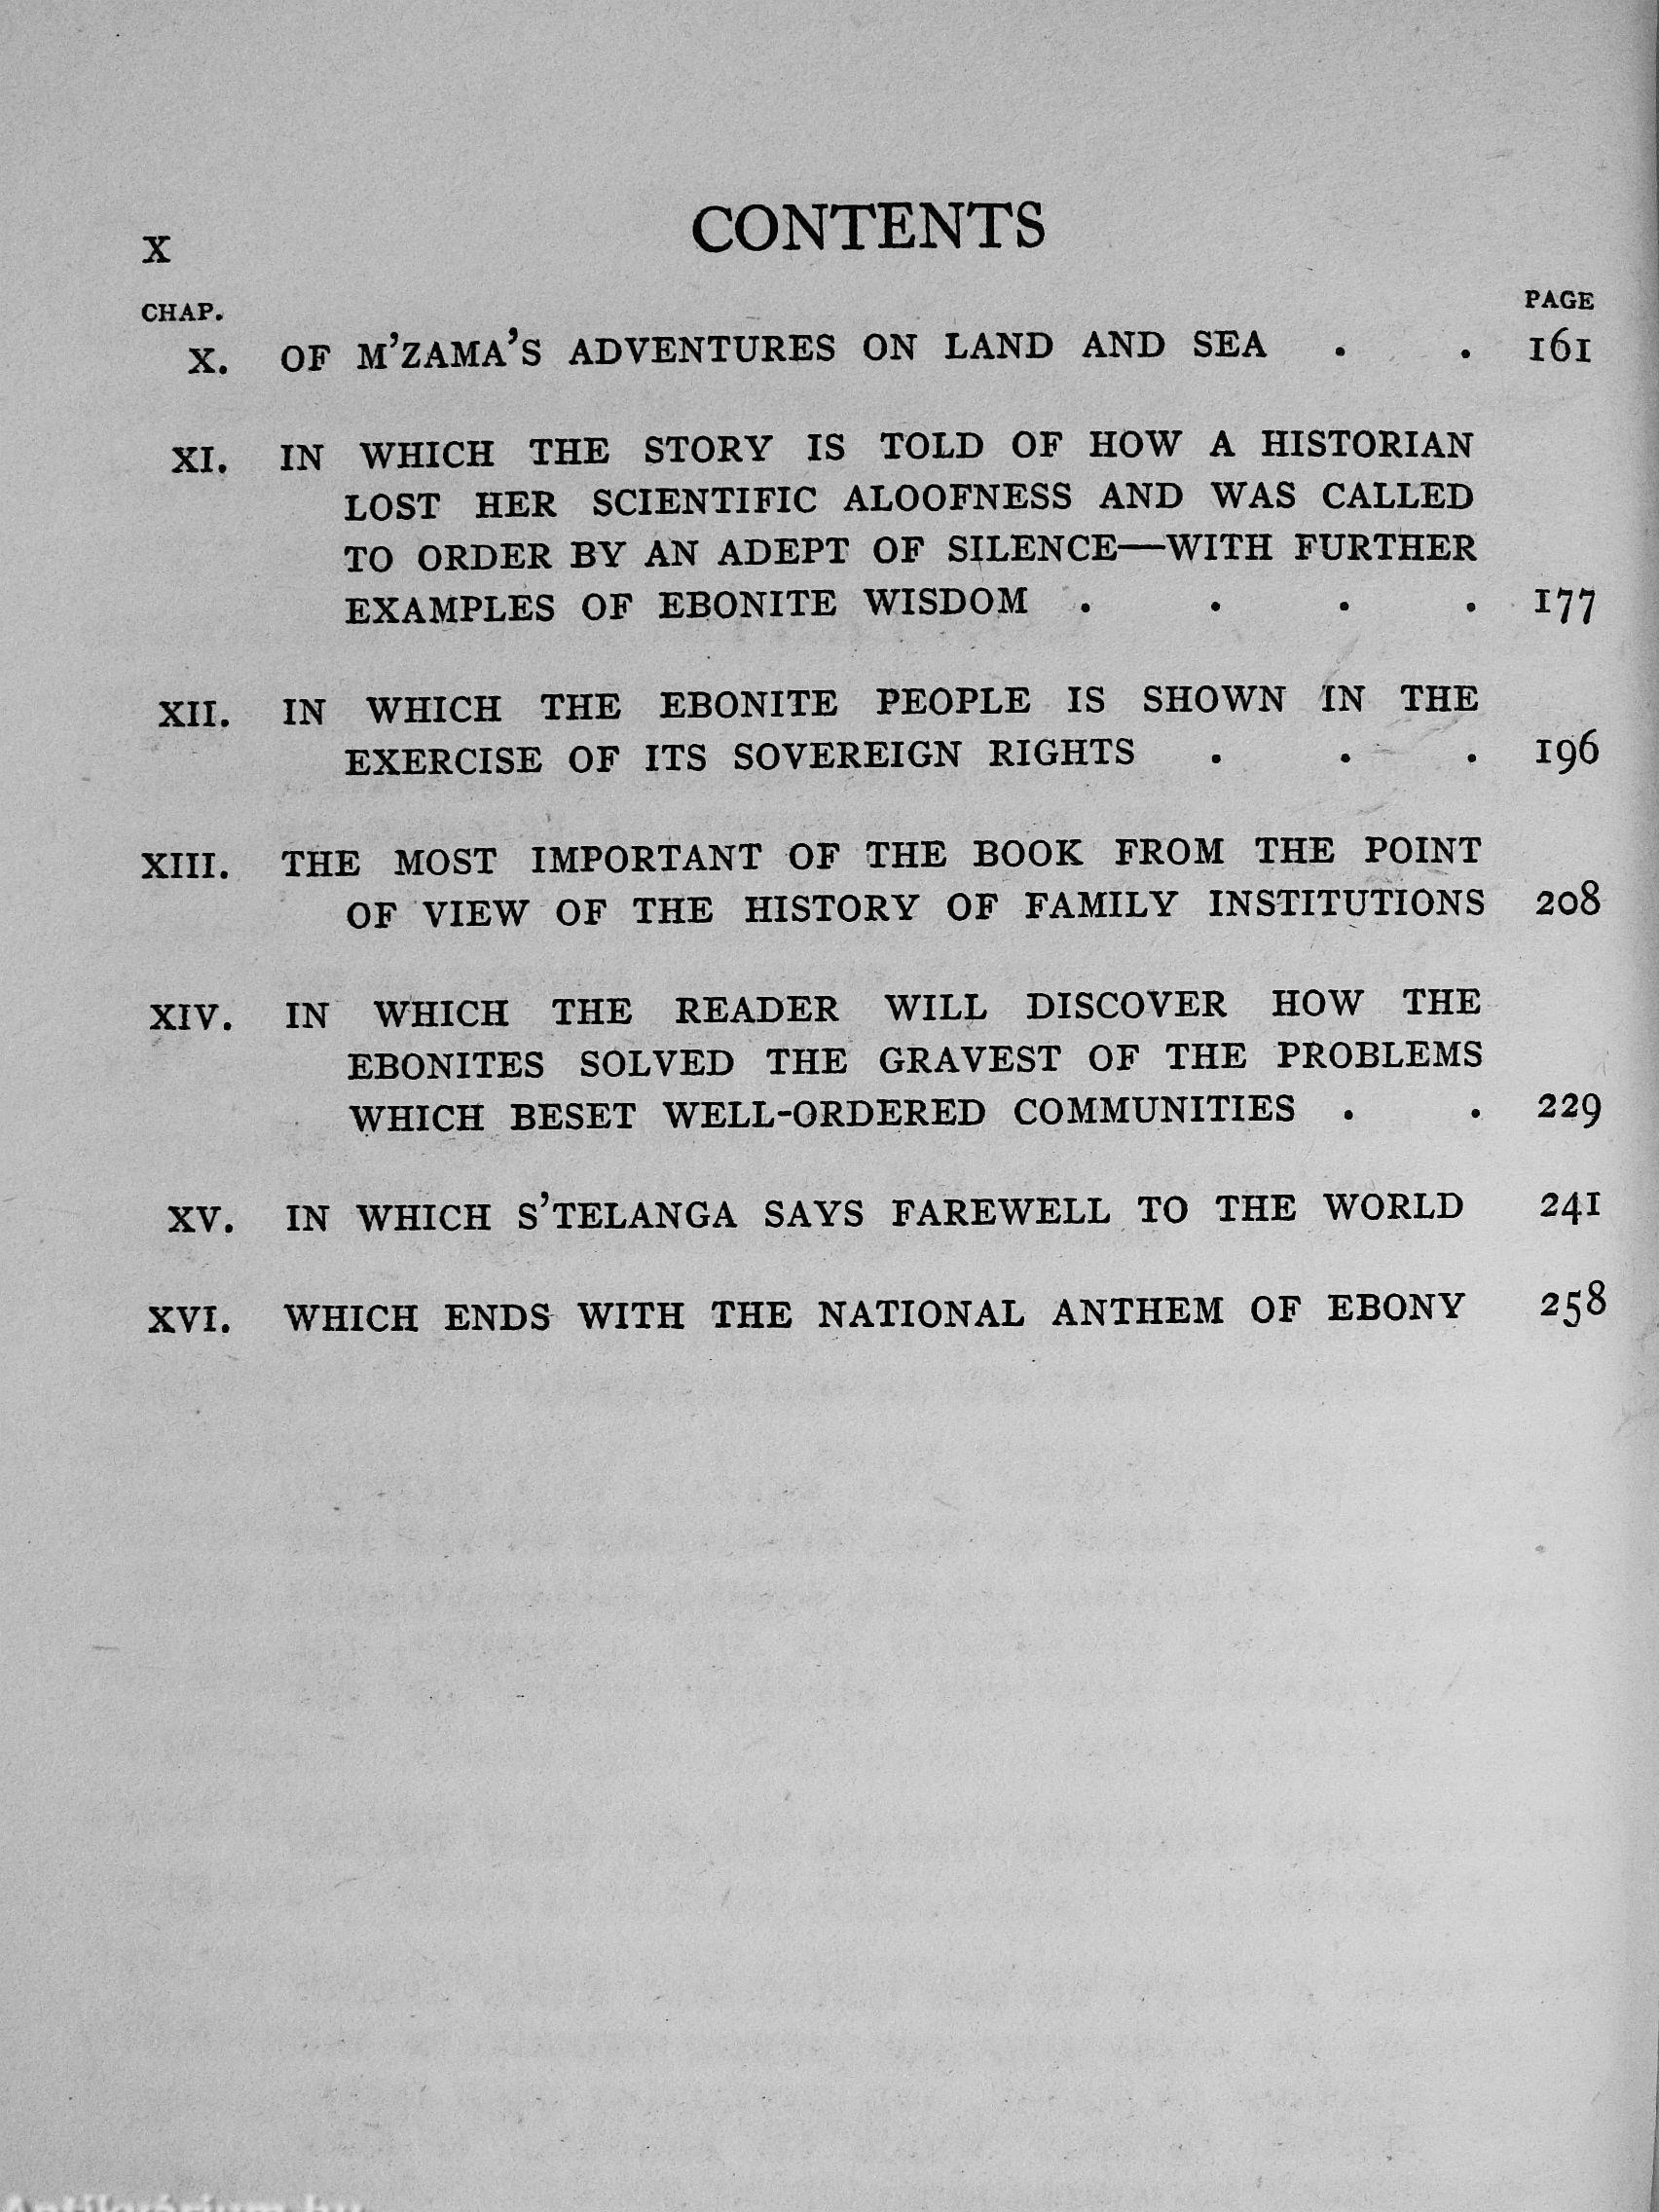 X CONTENTS
CHAP. PAGE
X. OF M'ZAMA'S ADVENTURES ON LAND AND SEA . . 161
XI. IN WHICH THE STORY IS TOLD OF HOW A HISTORIAN
LOST HER SCIENTIFIC ALOOFNESS AND WAS CALLED
TO ORDER BY AN ADEPT OF SILENCE—WITH FURTHER
EXAMPLES OF EBONITE WISDOM . . . . 177
XII. IN WHICH THE EBONITE PEOPLE IS SHOWN IN THE
EXERCISE OF ITS SOVEREIGN RIGHTS . . . 196
XIII. THE MOST IMPORTANT OF THE BOOK FROM THE POINT
OF VIEW OF THE HISTORY OF FAMILY INSTITUTIONS 208
XIV. IN WHICH THE READER WILL DISCOVER HOW THE
EBONITES SOLVED THE GRAVEST OF THE PROBLEMS
WHICH BESET WELL-ORDERED COMMUNITIES . . 229
XV. IN WHICH S'TELANGA SAYS FAREWELL TO THE WORLD 241
XVI. WHICH ENDS WITH THE NATIONAL ANTHEM OF EBONY 258